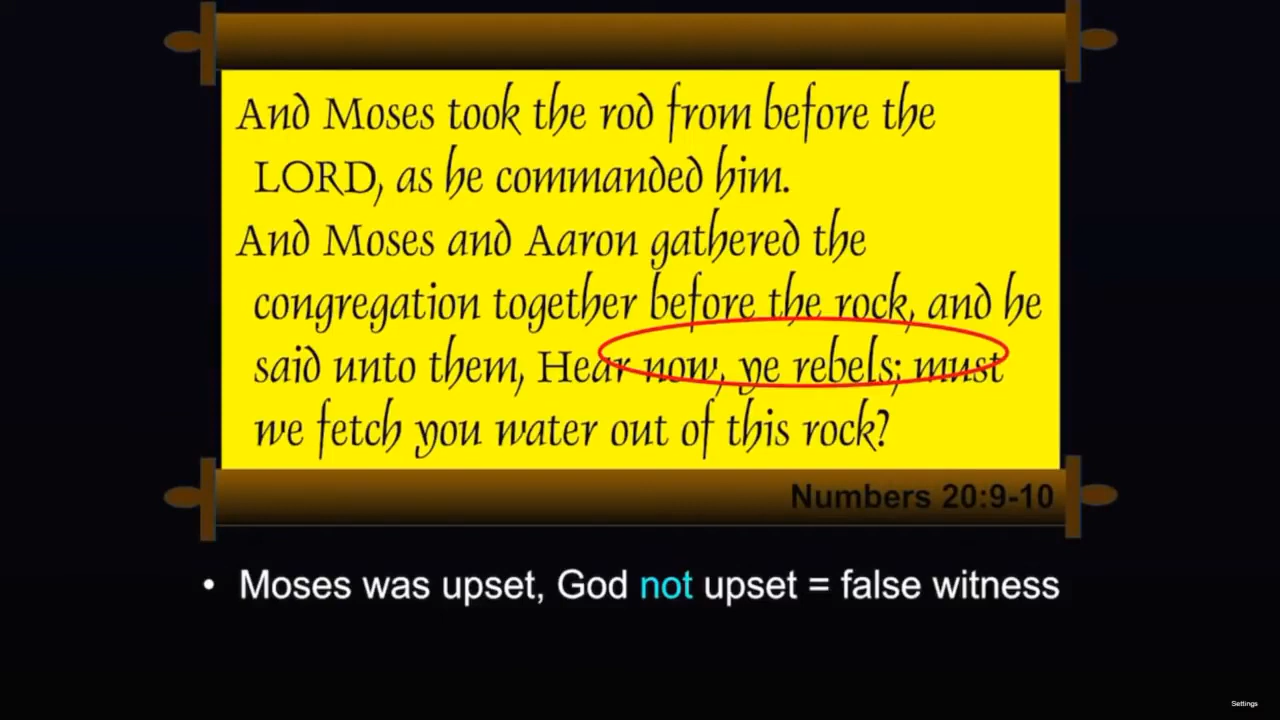 And Moses took the rod from before the
LORD, as he commanded him.
And Moses and Aaron gathered the
congregation together before the rock, and he
said unto them, Hear now, ye rebels; must
we fetch you water out of this rock?
Numbers 20:9-10
• Moses was upset, God not upset = false witness
Settings